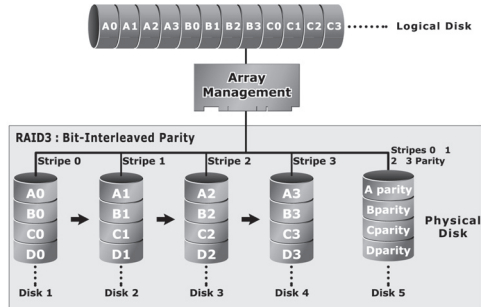 A0 A1 A2 A3 B0 B1 B2 B3 C0 C1 C2 C3 Logical Disk
Array
Management
RAID3 : Bit-Interleaved Parity
Stripe 0 Stripe 1 Stripe 2 Stripe 3 Stripes 0 1
2 3 Parity
A0 A1 A2 A3 A parity
B0 B1 B2 B3 Bparity
C0 C1 C2 C3 Cparity
D0 D1 D2 D3 Dparity
Physical
Disk
Disk 1 Disk 2 Disk 3 Disk 4 Disk 5